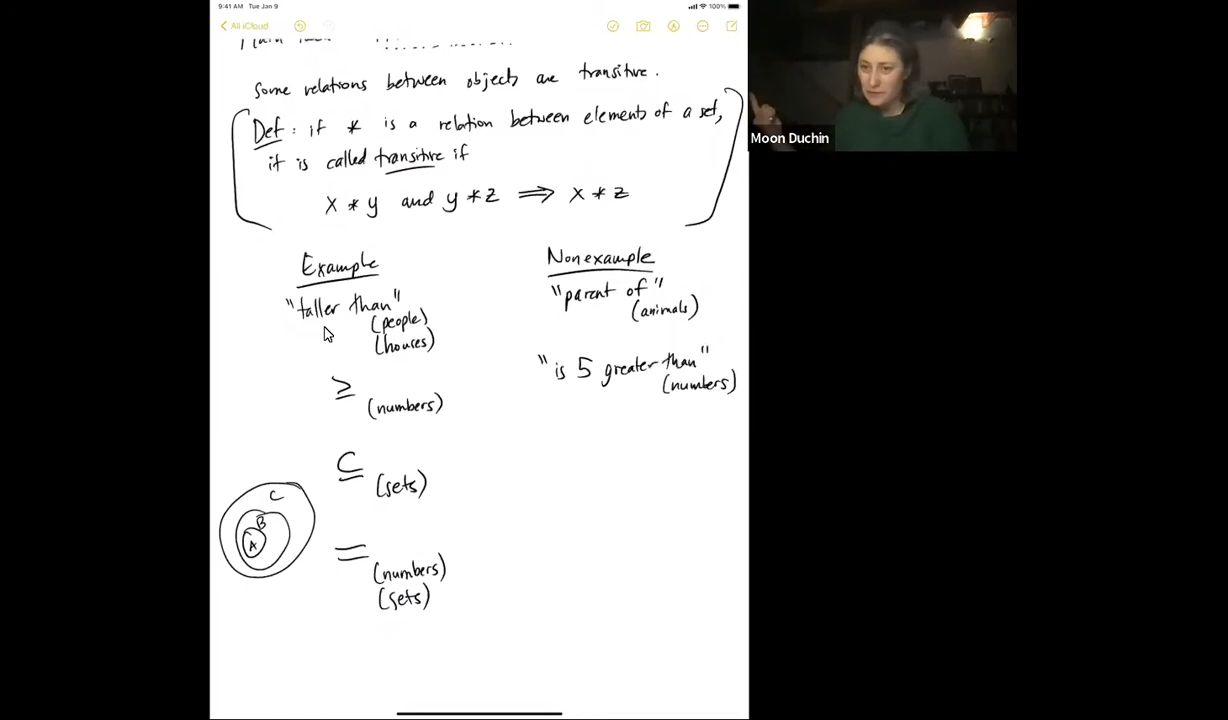 9:41 AM Tue Jan 9
100%
All iCloud
Some relations between objects are transitive.
Def: if * is a relation between elements of a set,
it is called transitive if
x * y and y * z ⟹ x * z
Example
"taller than"
(people)
(houses)
≥
(numbers)
⊆
(sets)
C
B
A
=
(numbers)
(sets)
Nonexample
"parent of"
(animals)
"is 5 greater than"
(numbers)
Moon Duchin